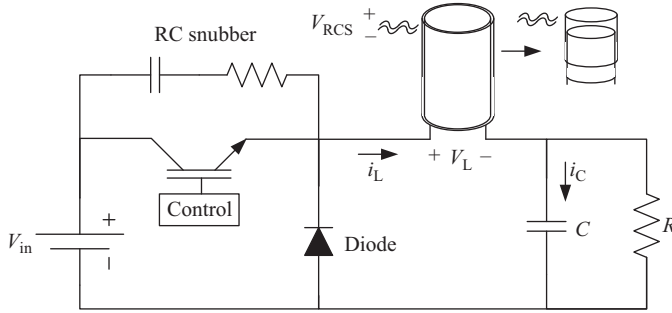 V_RCS + −
RC snubber
+ V_L −
i_L
i_C
Control
V_in
+
−
Diode
C
R